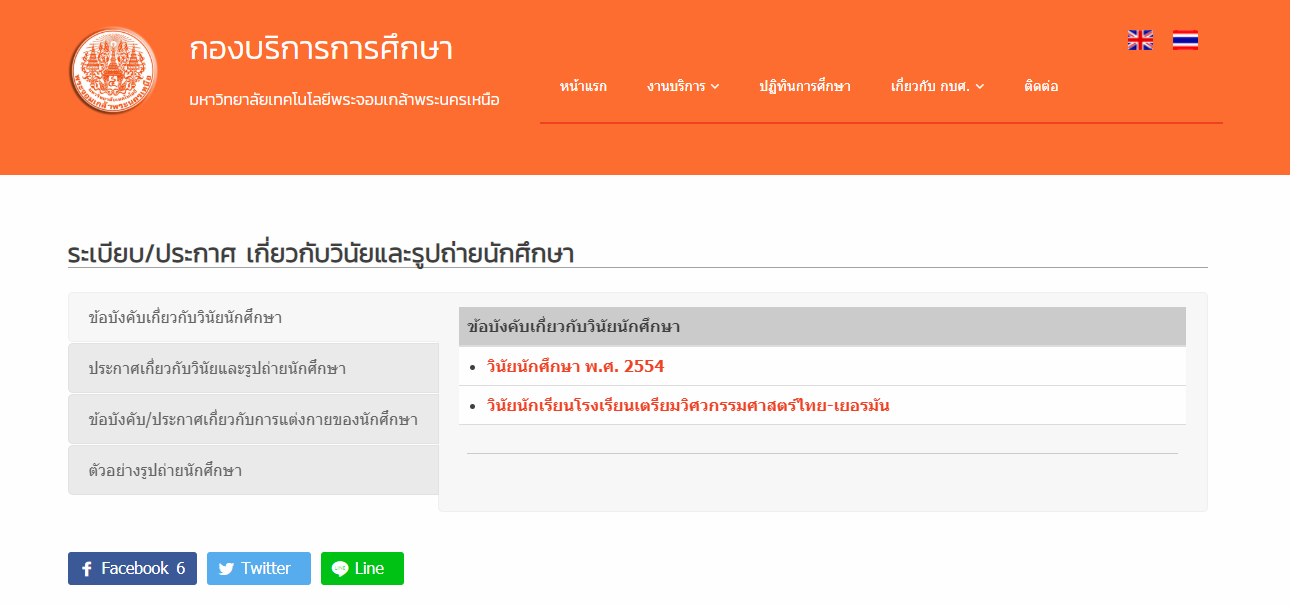 กองบริการการศึกษา
มหาวิทยาลัยเทคโนโลยีพระจอมเกล้าพระนครเหนือ
หน้าแรก งานบริการ ปฏิทินการศึกษา เกี่ยวกับ กบศ. ติดต่อ
ระเบียบ/ประกาศ เกี่ยวกับวินัยและรูปถ่ายนักศึกษา
ข้อบังคับเกี่ยวกับวินัยนักศึกษา
ประกาศเกี่ยวกับวินัยและรูปถ่ายนักศึกษา
ข้อบังคับ/ประกาศเกี่ยวกับการแต่งกายของนักศึกษา
ตัวอย่างรูปถ่ายนักศึกษา
ข้อบังคับเกี่ยวกับวินัยนักศึกษา
วินัยนักศึกษา พ.ศ. 2554
วินัยนักเรียนโรงเรียนเตรียมวิศวกรรมศาสตร์ไทย-เยอรมัน
Facebook 6 Twitter Line